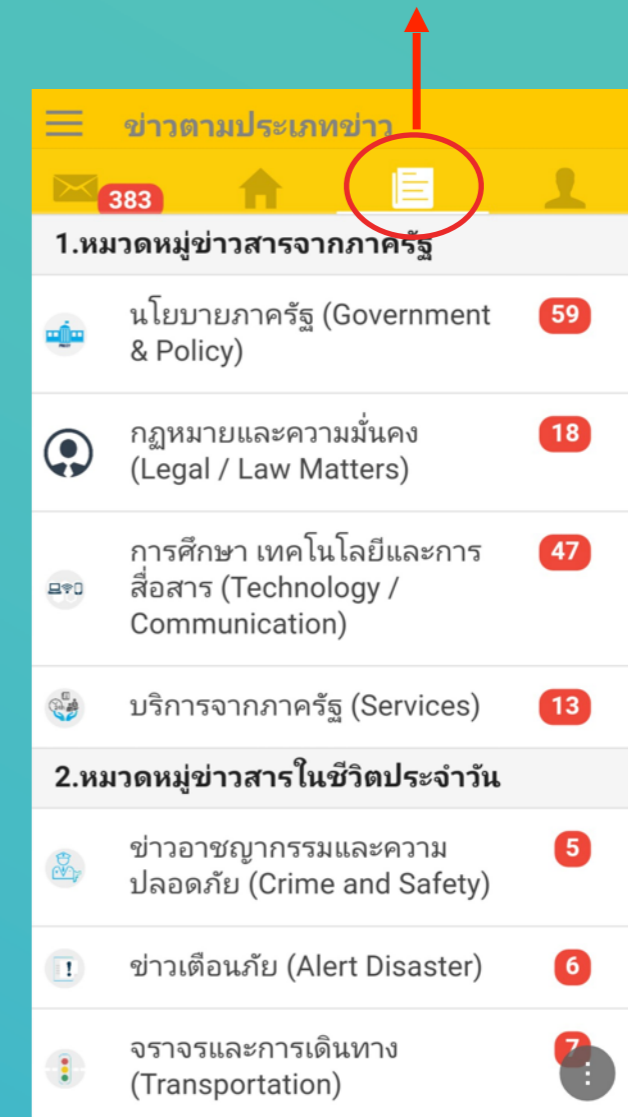 ข่าวตามประเภทข่าว
383
1.หมวดหมู่ข่าวสารจากภาครัฐ
นโยบายภาครัฐ (Government
& Policy)
59
กฏหมายและความมั่นคง
(Legal / Law Matters)
18
การศึกษา เทคโนโลยีและการ
สื่อสาร (Technology /
Communication)
47
บริการจากภาครัฐ (Services)
13
2.หมวดหมู่ข่าวสารในชีวิตประจำวัน
ข่าวอาชญากรรมและความ
ปลอดภัย (Crime and Safety)
5
ข่าวเตือนภัย (Alert Disaster)
6
จราจรและการเดินทาง
(Transportation)
7